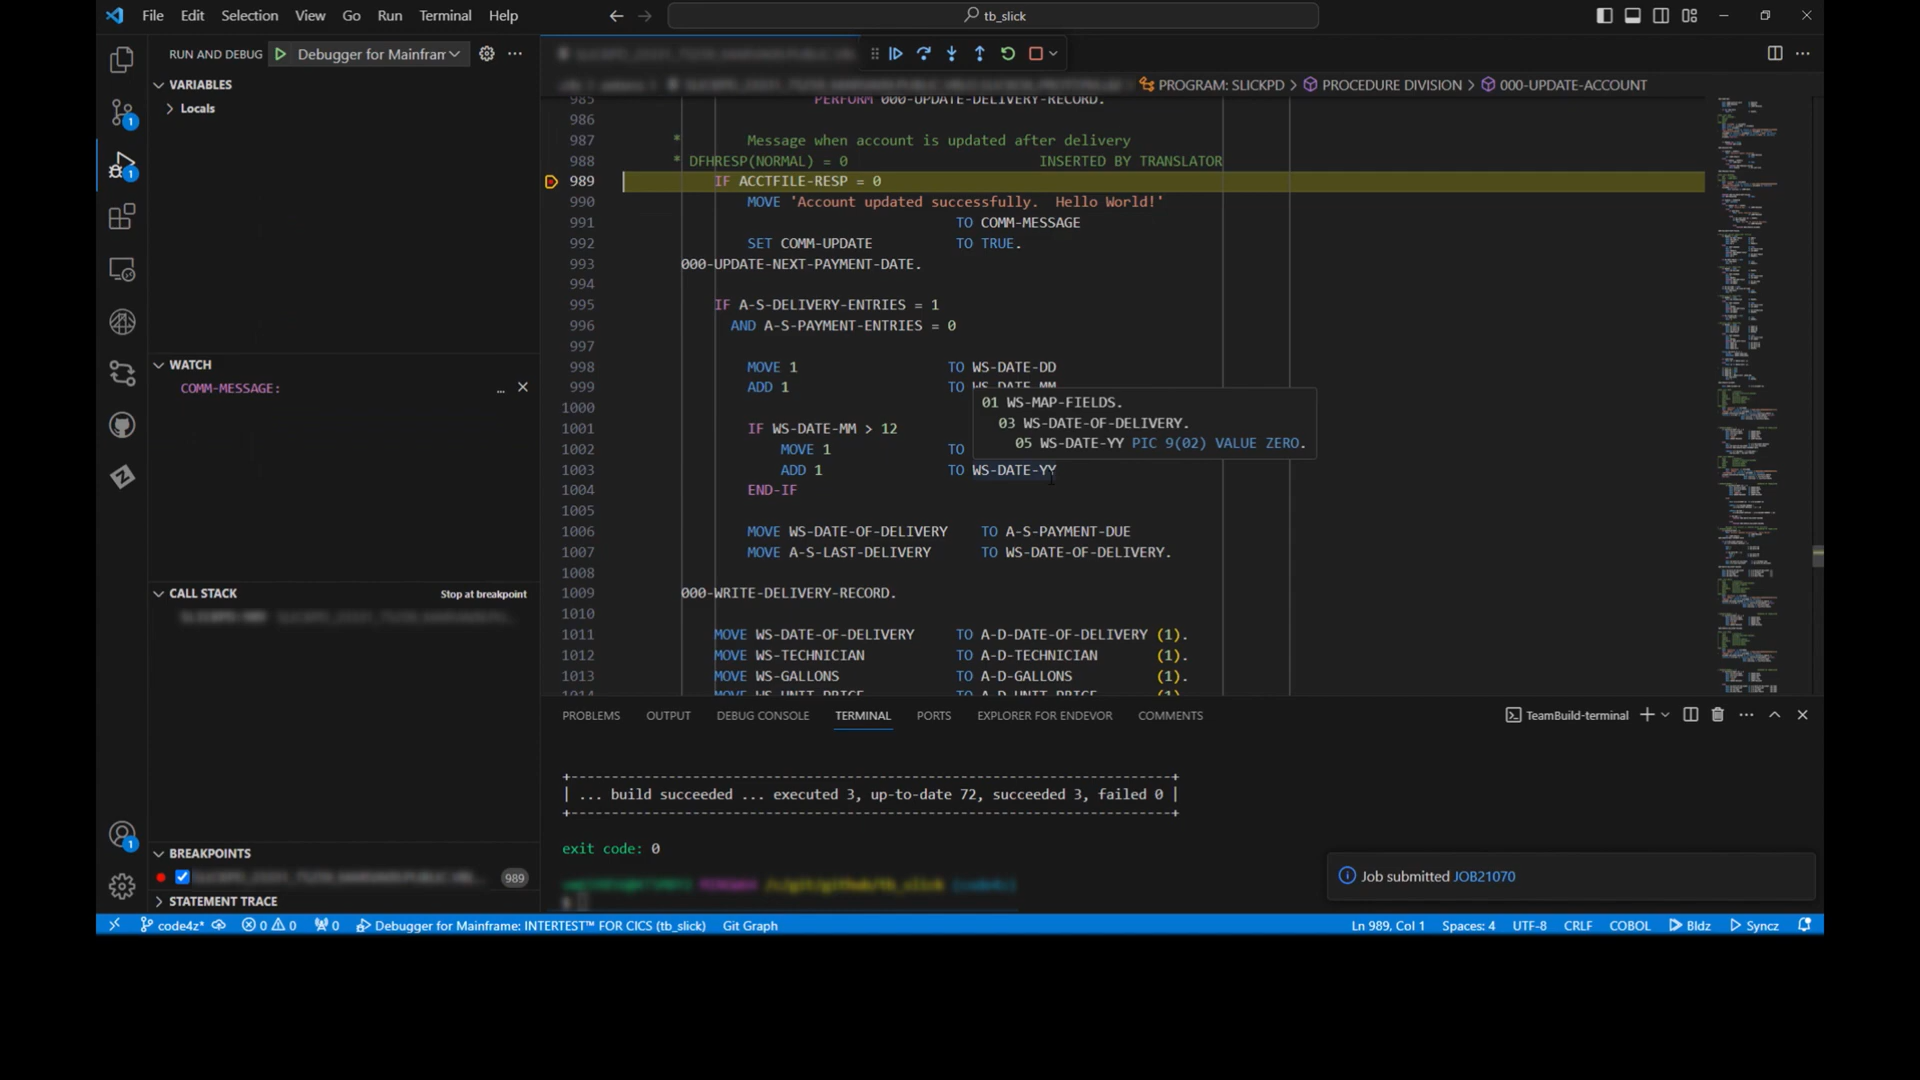 File Edit Selection View Go Run Terminal Help
tb_slick
RUN AND DEBUG
Debugger for Mainfram
VARIABLES
Locals
WATCH
COMM-MESSAGE:
CALL STACK
Stop at breakpoint
BREAKPOINTS
989
STATEMENT TRACE
PROGRAM: SLICKPD > PROCEDURE DIVISION > 000-UPDATE-ACCOUNT
985 PERFORM 000-UPDATE-DELIVERY-RECORD.
986
987 * Message when account is updated after delivery
988 * DFHRESP(NORMAL) = 0 INSERTED BY TRANSLATOR
989 IF ACCTFILE-RESP = 0
990 MOVE 'Account updated successfully.  Hello World!'
991 TO COMM-MESSAGE
992 SET COMM-UPDATE TO TRUE.
993 000-UPDATE-NEXT-PAYMENT-DATE.
994
995 IF A-S-DELIVERY-ENTRIES = 1
996 AND A-S-PAYMENT-ENTRIES = 0
997
998 MOVE 1 TO WS-DATE-DD
999 ADD 1 TO WS-DATE-MM
1000
01 WS-MAP-FIELDS.
03 WS-DATE-OF-DELIVERY.
05 WS-DATE-YY PIC 9(02) VALUE ZERO.
1001 IF WS-DATE-MM > 12
1002 MOVE 1 TO
1003 ADD 1 TO WS-DATE-YY
1004 END-IF
1005
1006 MOVE WS-DATE-OF-DELIVERY TO A-S-PAYMENT-DUE
1007 MOVE A-S-LAST-DELIVERY TO WS-DATE-OF-DELIVERY.
1008
1009 000-WRITE-DELIVERY-RECORD.
1010
1011 MOVE WS-DATE-OF-DELIVERY TO A-D-DATE-OF-DELIVERY (1).
1012 MOVE WS-TECHNICIAN TO A-D-TECHNICIAN (1).
1013 MOVE WS-GALLONS TO A-D-GALLONS (1).
1014 MOVE WS-UNIT-PRICE TO A-D-UNIT-PRICE (1)
PROBLEMS OUTPUT DEBUG CONSOLE TERMINAL PORTS EXPLORER FOR ENDEVOR COMMENTS
TeamBuild-terminal
| ... build succeeded ... executed 3, up-to-date 72, succeeded 3, failed 0 |
exit code: 0
$
Job submitted JOB21070
code4z* 0 0 0 Debugger for Mainframe: INTERTEST™ FOR CICS (tb_slick) Git Graph
Ln 989, Col 1 Spaces: 4 UTF-8 CRLF COBOL Bldz Syncz